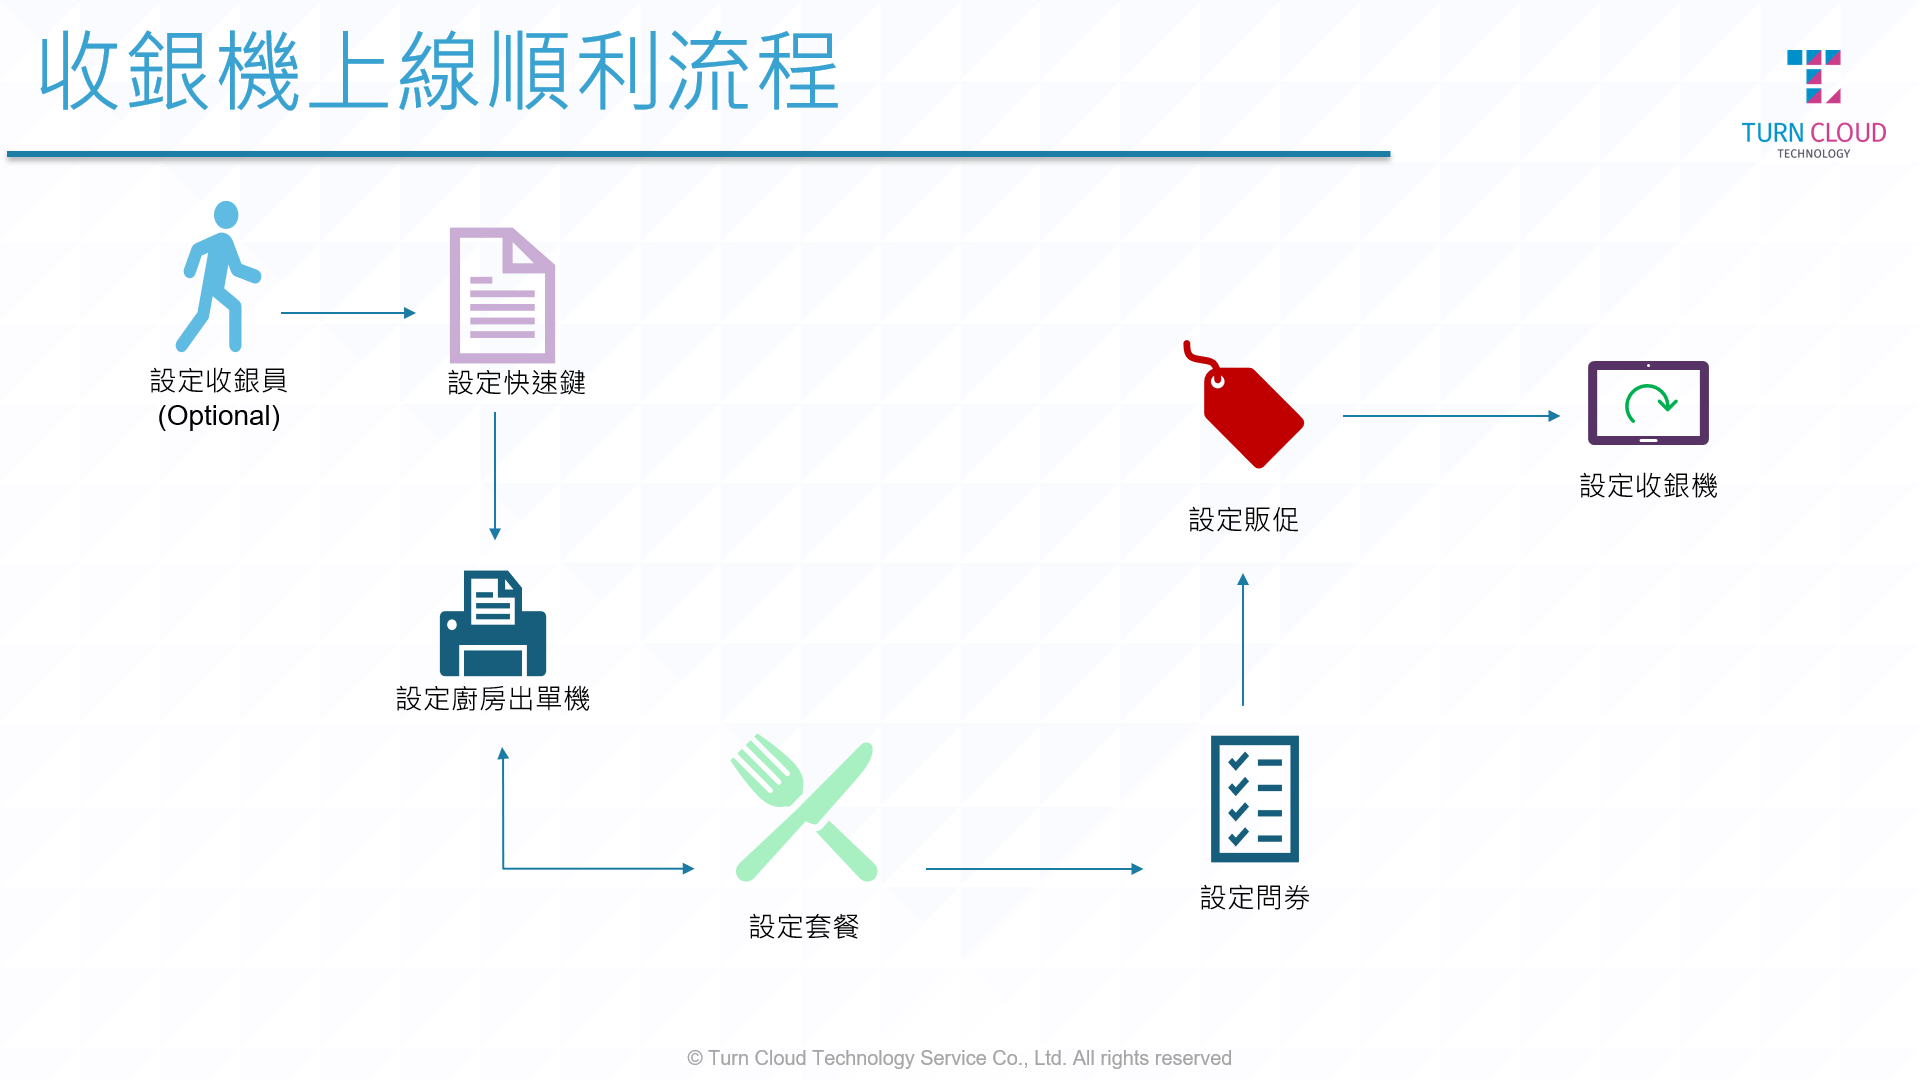 收銀機上線順利流程
TURN CLOUD
TECHNOLOGY
設定收銀員
(Optional)
設定快速鍵
設定販促
設定收銀機
設定廚房出單機
設定套餐
設定問券
© Turn Cloud Technology Service Co., Ltd. All rights reserved